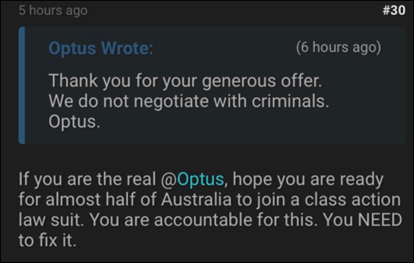 5 hours ago #30
Optus Wrote: (6 hours ago)
Thank you for your generous offer.
We do not negotiate with criminals.
Optus.
If you are the real @Optus, hope you are ready
for almost half of Australia to join a class action
law suit. You are accountable for this. You NEED
to fix it.